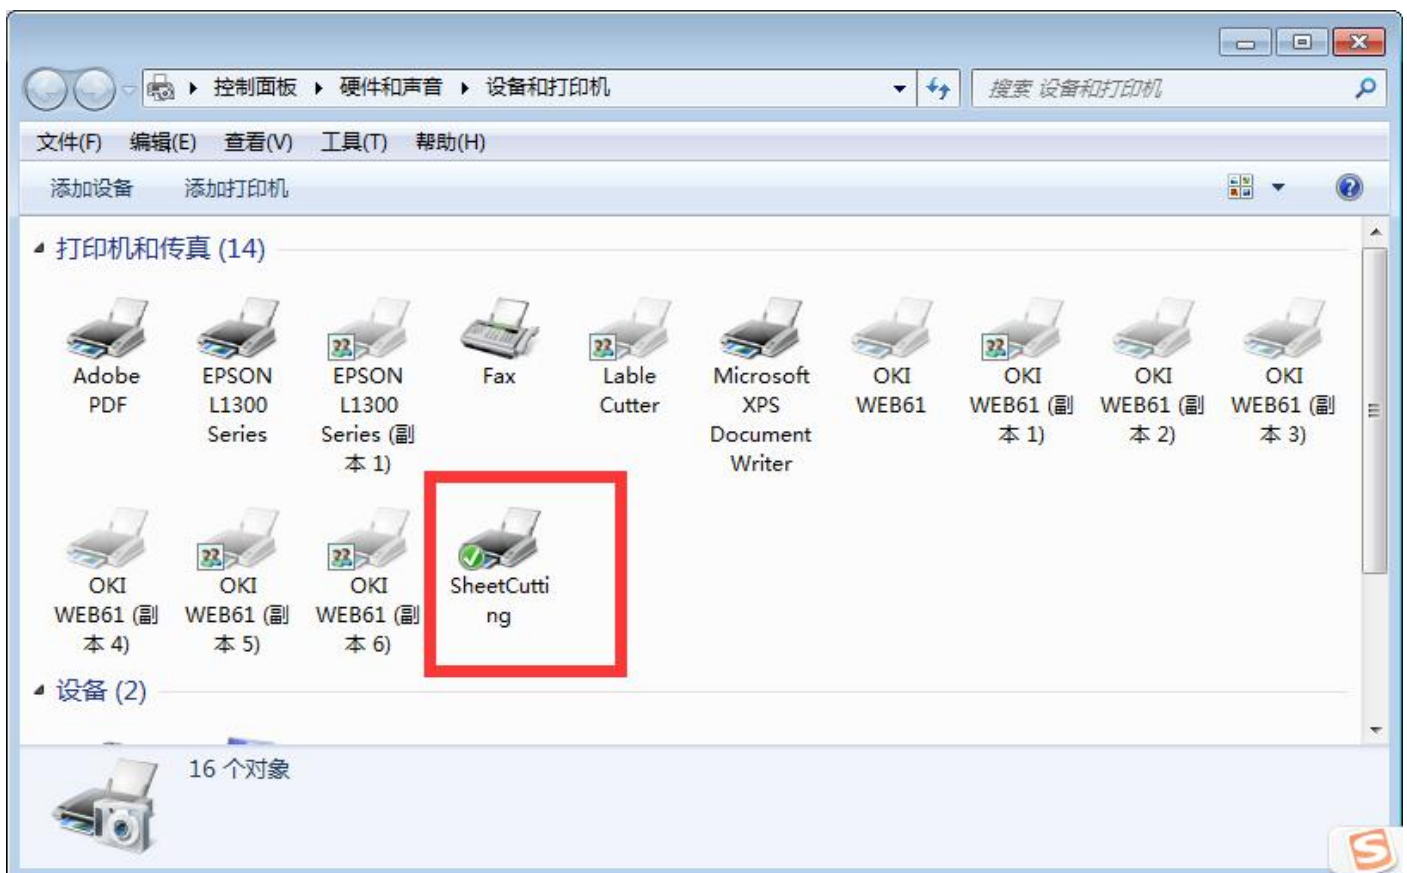 控制面板 ▸ 硬件和声音 ▸ 设备和打印机
搜索 设备和打印机
文件(F) 编辑(E) 查看(V) 工具(T) 帮助(H)
添加设备 添加打印机
打印机和传真 (14)
Adobe
PDF
EPSON
L1300
Series
EPSON
L1300
Series (副
本 1)
Fax
Lable
Cutter
Microsoft
XPS
Document
Writer
OKI
WEB61
OKI
WEB61 (副
本 1)
OKI
WEB61 (副
本 2)
OKI
WEB61 (副
本 3)
OKI
WEB61 (副
本 4)
OKI
WEB61 (副
本 5)
OKI
WEB61 (副
本 6)
SheetCutti
ng
设备 (2)
16 个对象